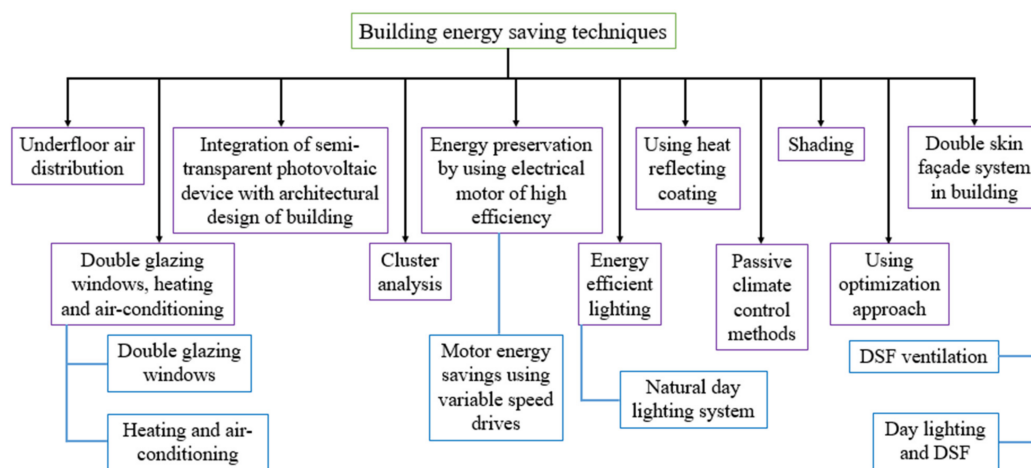 Building energy saving techniques
Underfloor air
distribution
Integration of semi-
transparent photovoltaic
device with architectural
design of building
Energy preservation
by using electrical
motor of high
efficiency
Using heat
reflecting
coating
Shading
Double skin
façade system
in building
Double glazing
windows, heating
and air-conditioning
Cluster
analysis
Energy
efficient
lighting
Passive
climate
control
methods
Using
optimization
approach
Double glazing
windows
Heating and air-
conditioning
Motor energy
savings using
variable speed
drives
Natural day
lighting system
DSF ventilation
Day lighting
and DSF